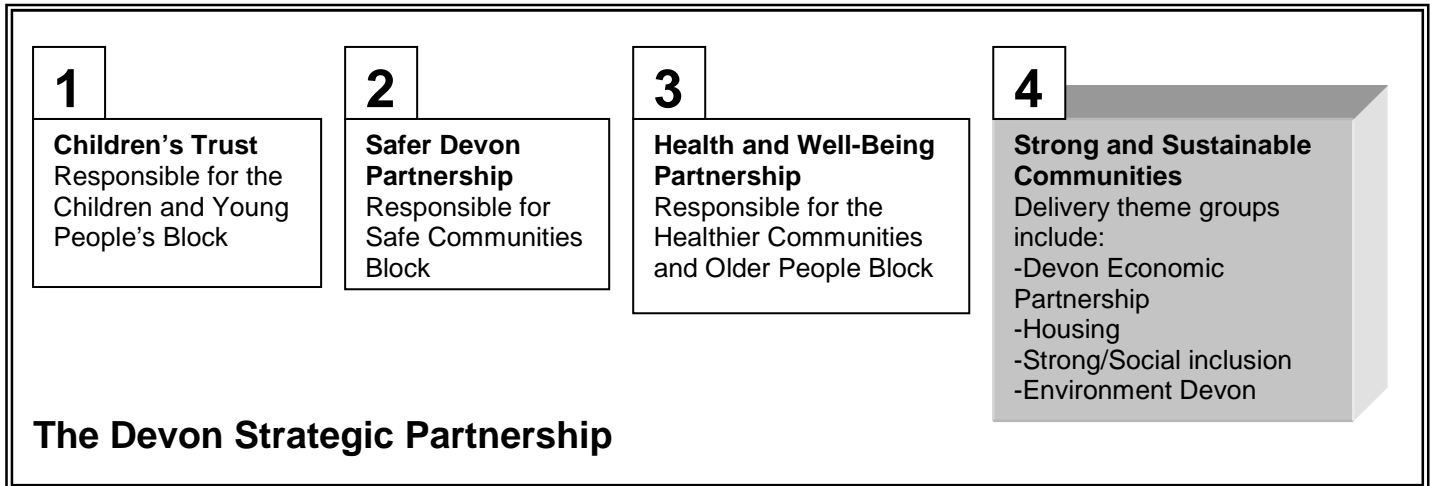 1
Children's Trust
Responsible for the
Children and Young
People's Block
2
Safer Devon
Partnership
Responsible for
Safe Communities
Block
3
Health and Well-Being
Partnership
Responsible for the
Healthier Communities
and Older People Block
4
Strong and Sustainable
Communities
Delivery theme groups
include:
-Devon Economic
Partnership
-Housing
-Strong/Social inclusion
-Environment Devon
The Devon Strategic Partnership